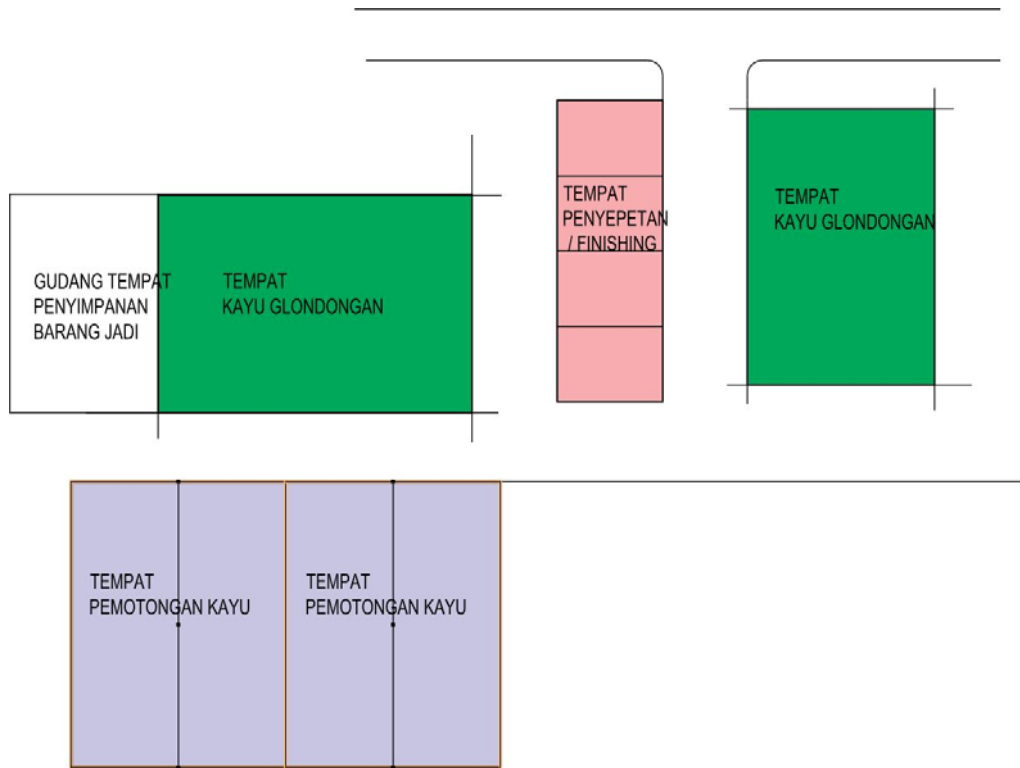 GUDANG TEMPAT
PENYIMPANAN
BARANG JADI
TEMPAT
KAYU GLONDONGAN
TEMPAT
PENYEPETAN
/ FINISHING
TEMPAT
KAYU GLONDONGAN
TEMPAT
PEMOTONGAN KAYU
TEMPAT
PEMOTONGAN KAYU